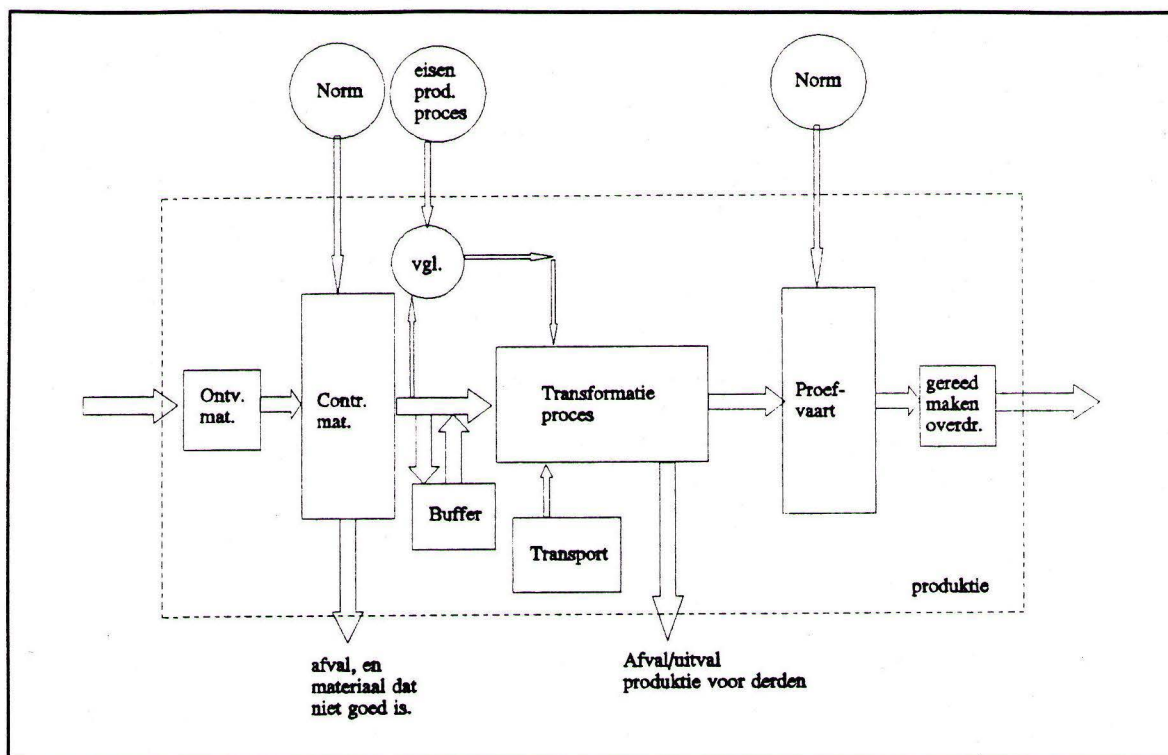 Norm
eisen
prod.
proces
Norm
vgl.
Ontv.
mat.
Contr.
mat.
Transformatie
proces
Proef-
vaart
gereed
maken
overdr.
Buffer
Transport
produktie
afval, en
materiaal dat
niet goed is.
Afval/uitval
produktie voor derden